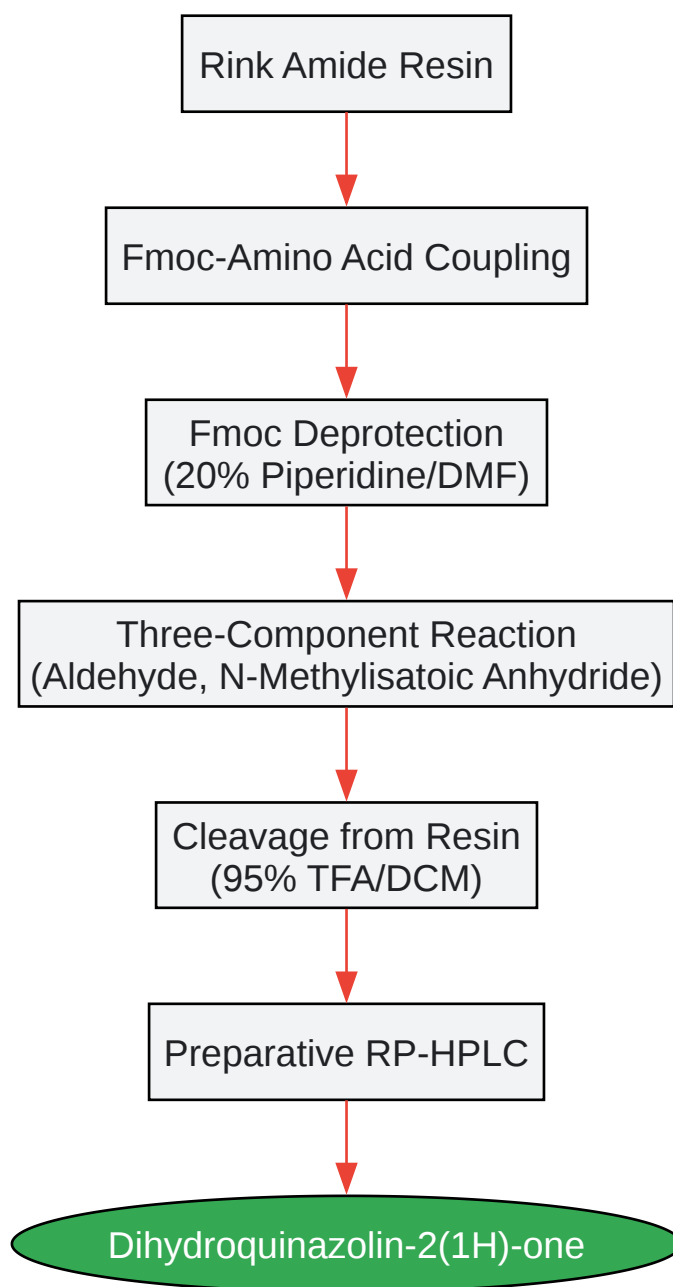 Rink Amide Resin
Fmoc-Amino Acid Coupling
Fmoc Deprotection
(20% Piperidine/DMF)
Three-Component Reaction
(Aldehyde, N-Methylisatoic Anhydride)
Cleavage from Resin
(95% TFA/DCM)
Preparative RP-HPLC
Dihydroquinazolin-2(1H)-one